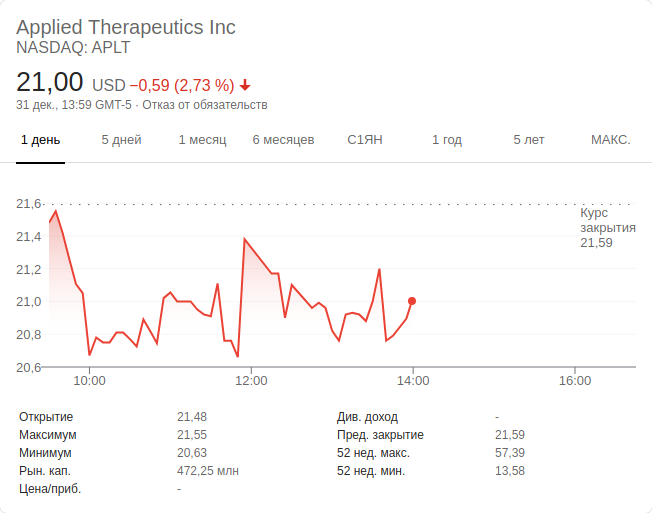 Applied Therapeutics Inc
NASDAQ: APLT
21,00 USD −0,59 (2,73 %)
31 дек., 13:59 GMT-5 · Отказ от обязательств
1 день 5 дней 1 месяц 6 месяцев С1ЯН 1 год 5 лет МАКС.
21,6
21,4
21,2
21,0
20,8
20,6
Курс
закрытия
21,59
10:00 12:00 14:00 16:00
Открытие 21,48 Див. доход -
Максимум 21,55 Пред. закрытие 21,59
Минимум 20,63 52 нед. макс. 57,39
Рын. кап. 472,25 млн 52 нед. мин. 13,58
Цена/приб. -